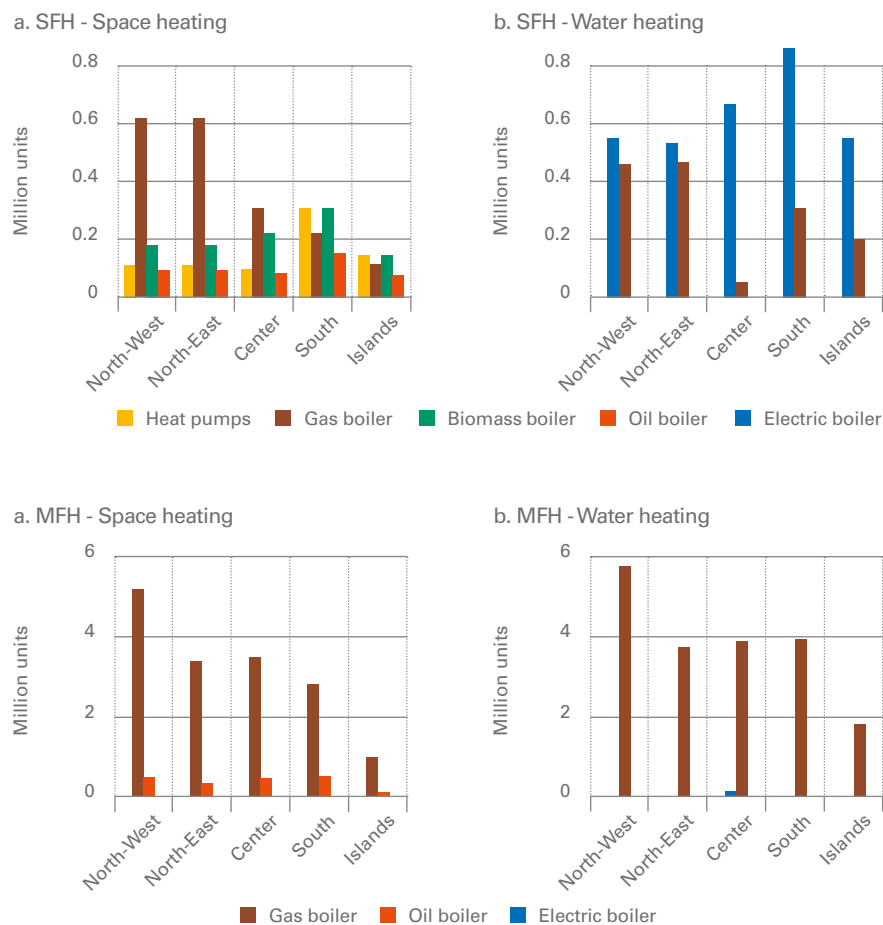 a. SFH - Space heating
b. SFH - Water heating
Million units
0.8
0.6
0.4
0.2
0
North-West
North-East
Center
South
Islands
Million units
0.8
0.6
0.4
0.2
0
North-West
North-East
Center
South
Islands
Heat pumps Gas boiler Biomass boiler Oil boiler Electric boiler
a. MFH - Space heating
b. MFH - Water heating
Million units
6
4
2
0
North-West
North-East
Center
South
Islands
Million units
6
4
2
0
North-West
North-East
Center
South
Islands
Gas boiler Oil boiler Electric boiler